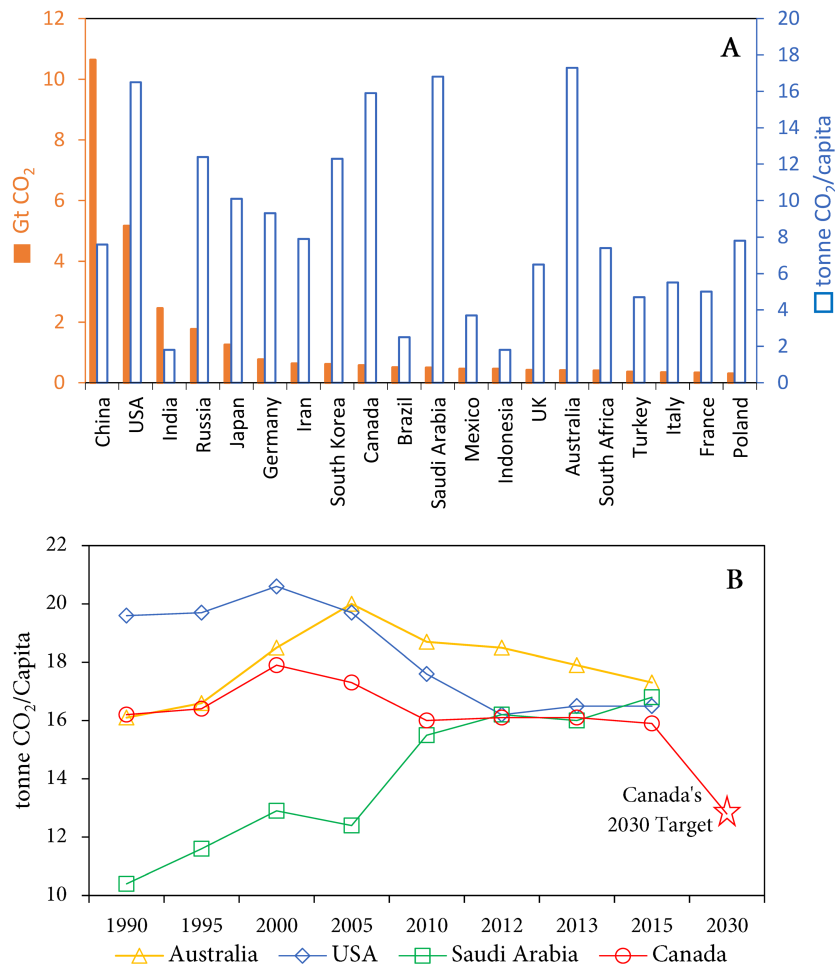 A
12
10
8
6
4
2
0
Gt CO₂
20
18
16
14
12
10
8
6
4
2
0
tonne CO₂/capita
China
USA
India
Russia
Japan
Germany
Iran
South Korea
Canada
Brazil
Saudi Arabia
Mexico
Indonesia
UK
Australia
South Africa
Turkey
Italy
France
Poland
B
22
20
18
16
14
12
10
tonne CO₂/Capita
Canada's
2030 Target
1990 1995 2000 2005 2010 2012 2013 2015 2030
Australia USA Saudi Arabia Canada